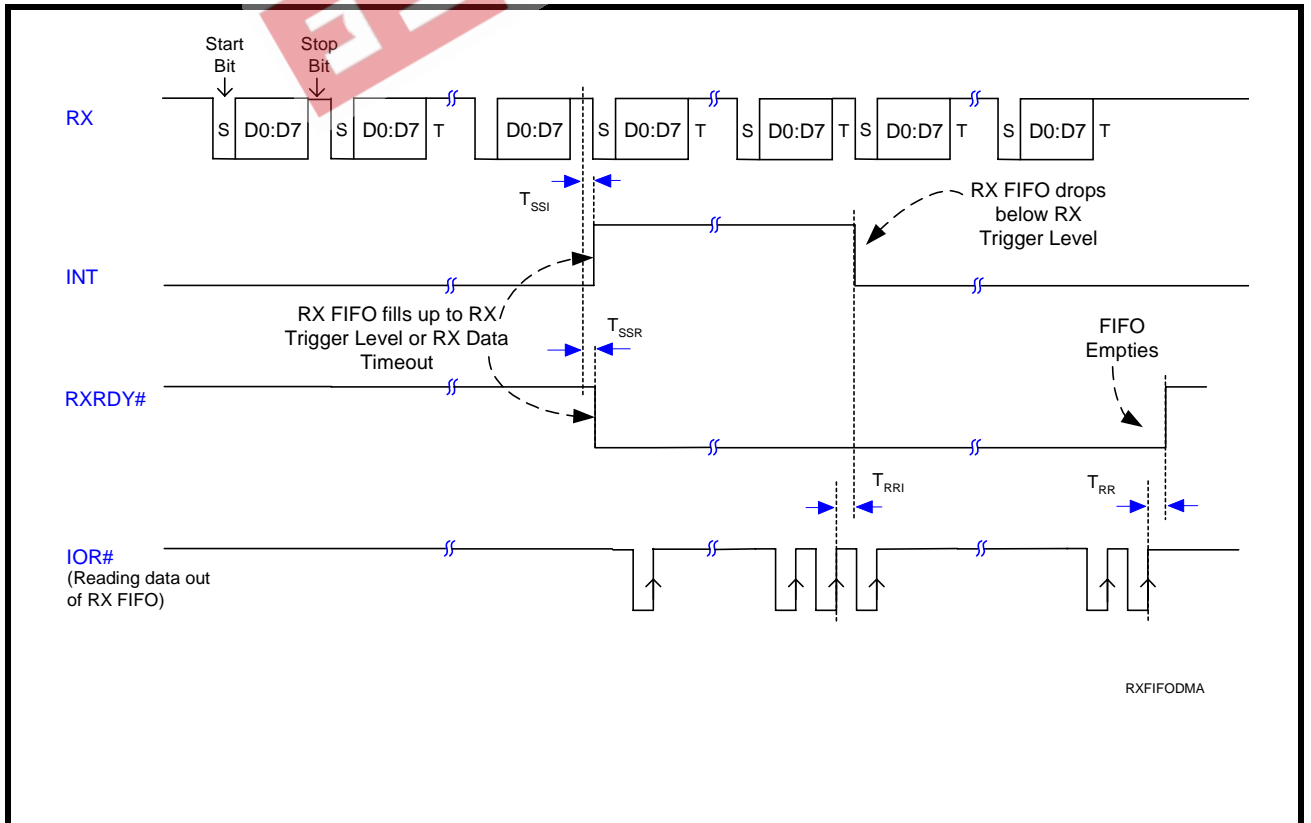 Start
Bit
Stop
Bit
RX
S D0:D7 S D0:D7 T D0:D7 S D0:D7 T S D0:D7 T S D0:D7 T S D0:D7 T
TSSI
RX FIFO drops
below RX
Trigger Level
INT
RX FIFO fills up to RX
Trigger Level or RX Data
Timeout
TSSR
FIFO
Empties
RXRDY#
TRRI
TRR
IOR#
(Reading data out
of RX FIFO)
RXFIFODMA